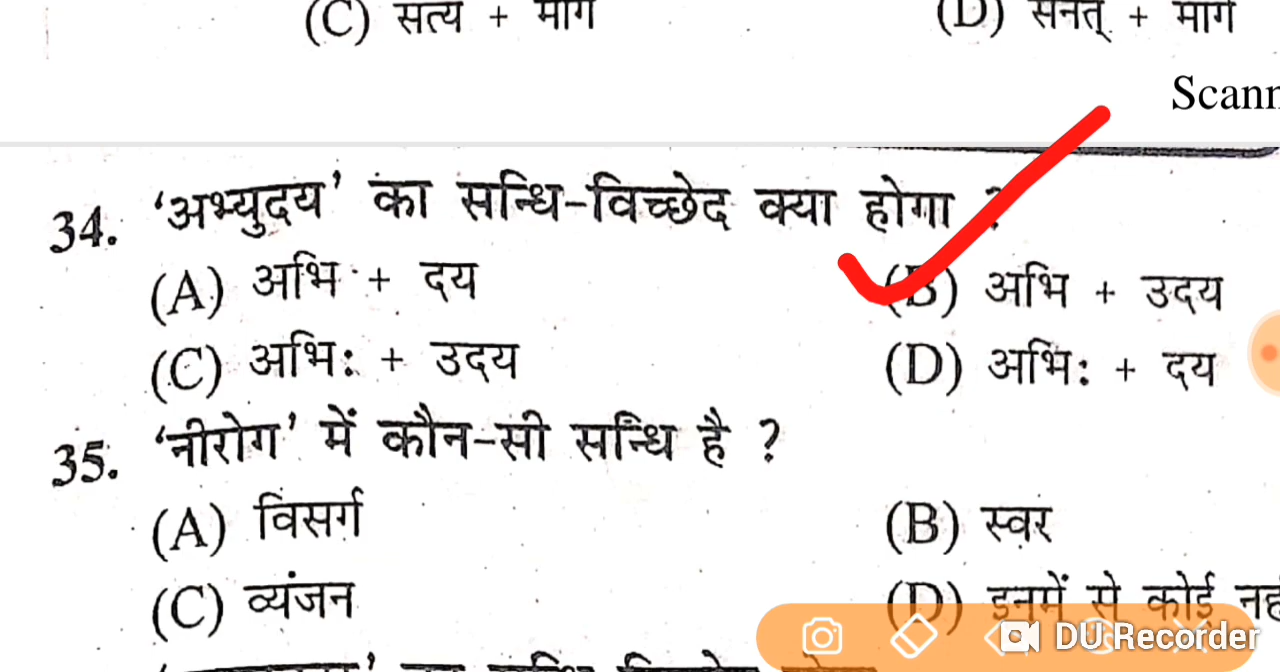 (C) सत्य + मार्ग (D) सनत् + मार्ग
Scann
34. 'अभ्युदय' का सन्धि-विच्छेद क्या होगा ?
(A) अभि + दय (B) अभि + उदय
(C) अभिः + उदय (D) अभिः + दय
35. 'नीरोग' में कौन-सी सन्धि है ?
(A) विसर्ग (B) स्वर
(C) व्यंजन (D) इनमें से कोई नह
DU Recorder